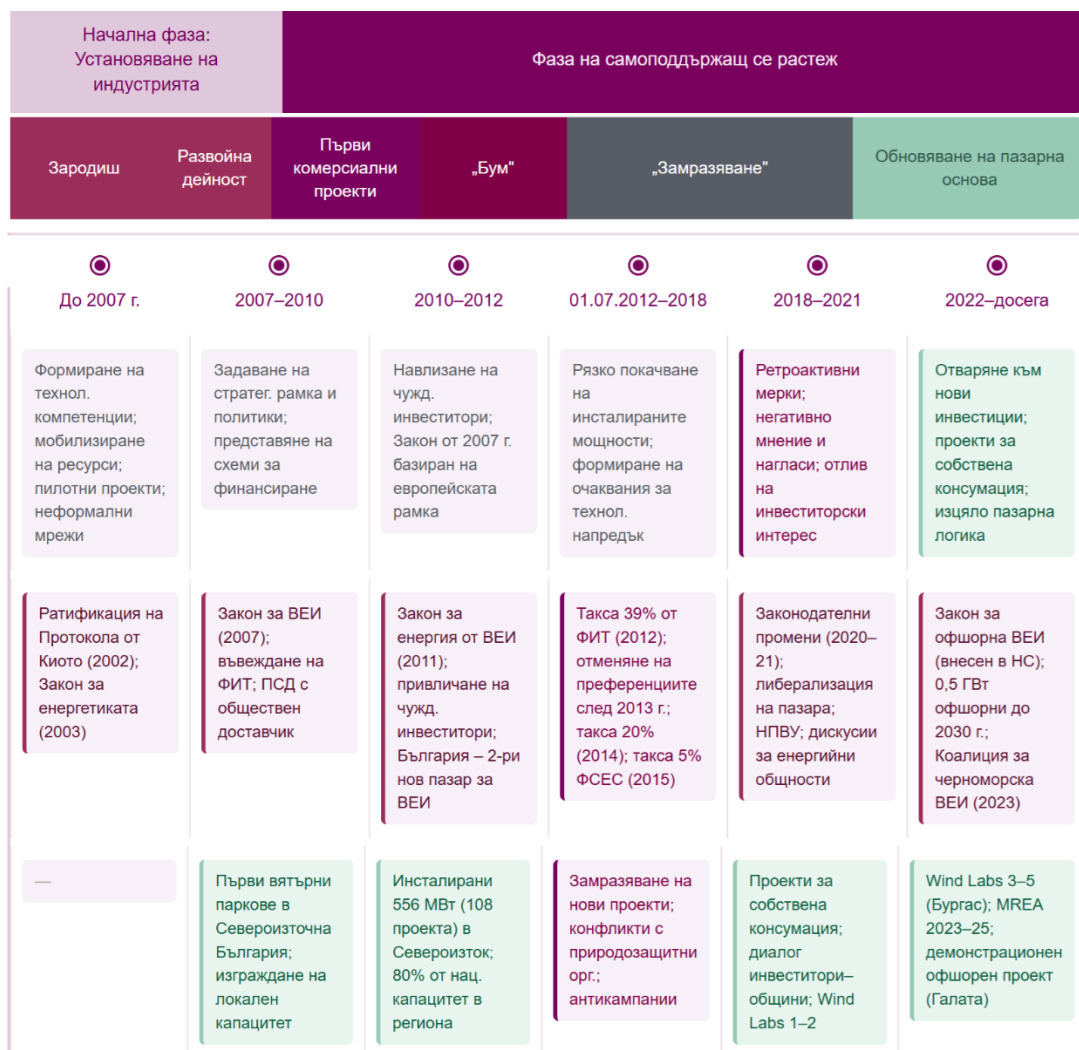 Начална фаза:
Установяване на
индустрията
Фаза на самоподдържащ се растеж
Зародиш
Развойна
дейност
Първи
комерсиални
проекти
„Бум"
„Замразяване"
Обновяване на пазарна
основа
До 2007 г.
2007–2010
2010–2012
01.07.2012–2018
2018–2021
2022–досега
Формиране на
технол.
компетенции;
мобилизиране
на ресурси;
пилотни проекти;
неформални
мрежи
Задаване на
стратег. рамка и
политики;
представяне на
схеми за
финансиране
Навлизане на
чужд.
инвеститори;
Закон от 2007 г.
базиран на
европейската
рамка
Рязко покачване
на
инсталираните
мощности;
формиране на
очаквания за
технол.
напредък
Ретроактивни
мерки;
негативно
мнение и
нагласи; отлив
на
инвеститорски
интерес
Отваряне към
нови
инвестиции;
проекти за
собствена
консумация;
изцяло пазарна
логика
Ратификация на
Протокола от
Киото (2002);
Закон за
енергетиката
(2003)
Закон за ВЕИ
(2007);
въвеждане на
ФИТ; ПСД с
обществен
доставчик
Закон за
енергия от ВЕИ
(2011);
привличане на
чужд.
инвеститори;
България – 2-ри
нов пазар за
ВЕИ
Такса 39% от
ФИТ (2012);
отменяне на
преференциите
след 2013 г.;
такса 20%
(2014); такса 5%
ФСЕС (2015)
Законодателни
промени (2020–
21);
либерализация
на пазара;
НПВУ; дискусии
за енергийни
общности
Закон за
офшорна ВЕИ
(внесен в НС);
0,5 ГВт
офшорни до
2030 г.;
Коалиция за
черноморска
ВЕИ (2023)
—
Първи вятърни
паркове в
Североизточна
България;
изграждане на
локален
капацитет
Инсталирани
556 МВт (108
проекта) в
Североизток;
80% от нац.
капацитет в
региона
Замразяване на
нови проекти;
конфликти с
природозащитни
орг.;
антикампании
Проекти за
собствена
консумация;
диалог
инвеститори–
общини; Wind
Labs 1–2
Wind Labs 3–5
(Бургас); MREA
2023–25;
демонстрационен
офшорен проект
(Галата)